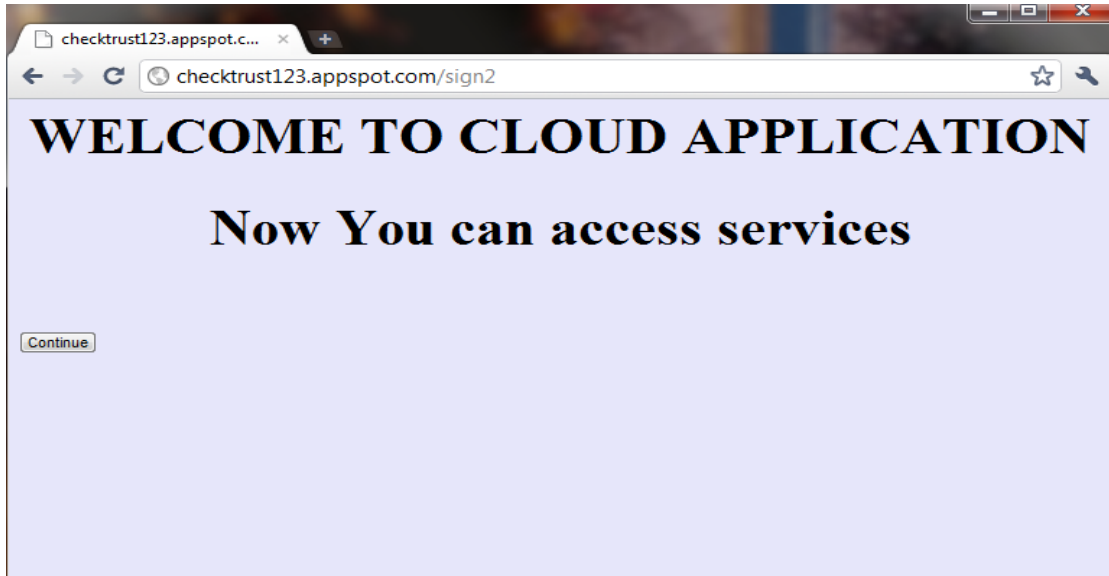 checktrust123.appspot.c...
checktrust123.appspot.com/sign2
WELCOME TO CLOUD APPLICATION
Now You can access services
Continue